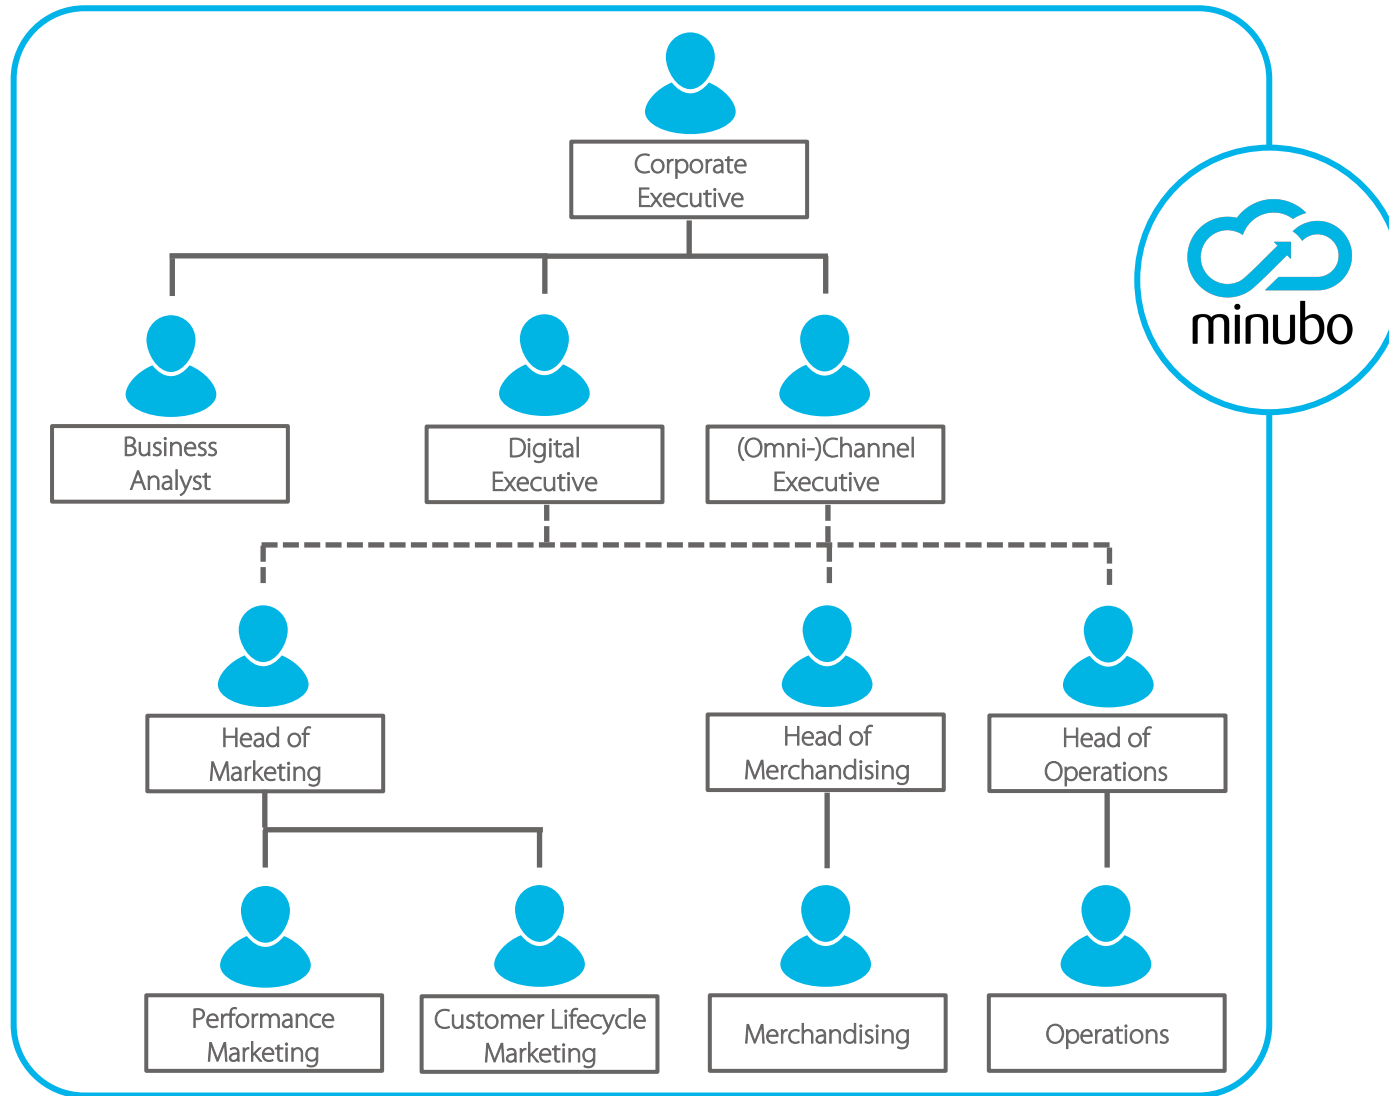 Corporate
Executive
minubo
Business
Analyst
Digital
Executive
(Omni-)Channel
Executive
Head of
Marketing
Head of
Merchandising
Head of
Operations
Performance
Marketing
Customer Lifecycle
Marketing
Merchandising
Operations